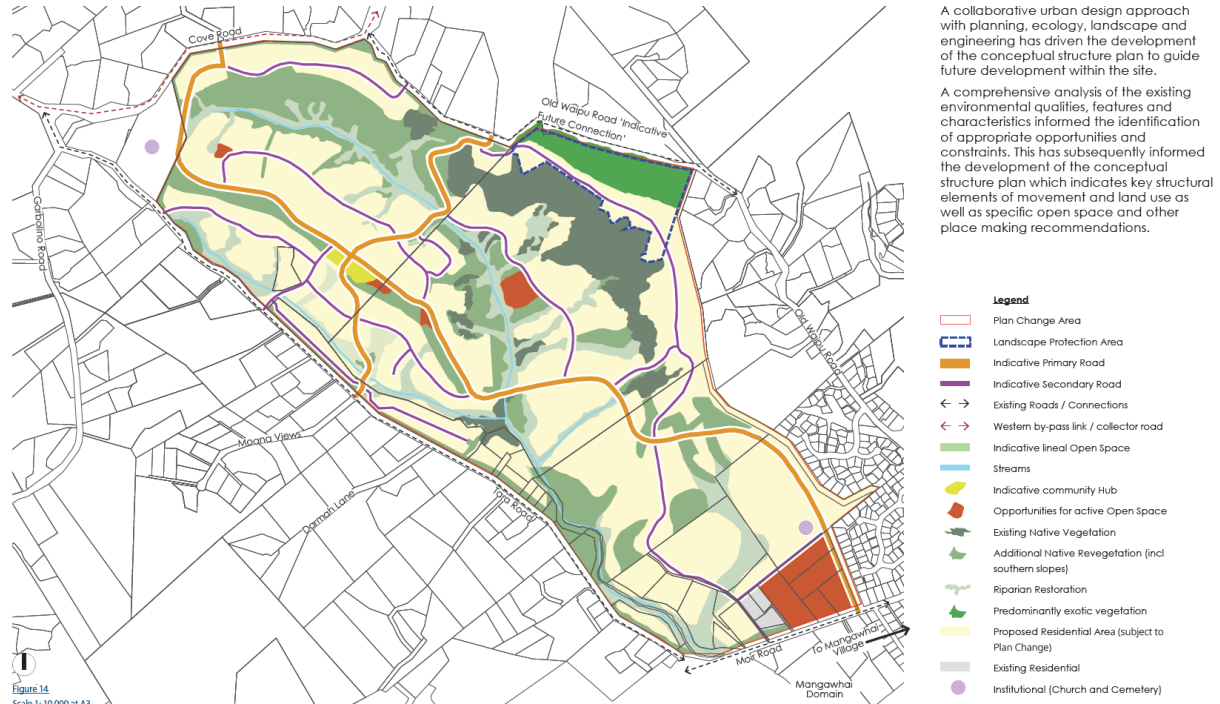 A collaborative urban design approach
with planning, ecology, landscape and
engineering has driven the development
of the conceptual structure plan to guide
future development within the site.
A comprehensive analysis of the existing
environmental qualities, features and
characteristics informed the identification
of appropriate opportunities and
constraints. This has subsequently informed
the development of the conceptual
structure plan which indicates key structural
elements of movement and land use as
well as specific open space and other
place making recommendations.
Cove Road
Old Waipu Road 'Indicative
Future Connection'
Garbolino Road
Old Waipu Road
Moana Views
Darmah Lane
Tara Road
Moir Road
To Mangawhai
Village
Mangawhai
Domain
Figure 14
Scale 1: 10,000 at A3
Legend
Plan Change Area
Landscape Protection Area
Indicative Primary Road
Indicative Secondary Road
Existing Roads / Connections
Western by-pass link / collector road
Indicative lineal Open Space
Streams
Indicative community Hub
Opportunities for active Open Space
Existing Native Vegetation
Additional Native Revegetation (incl
southern slopes)
Riparian Restoration
Predominantly exotic vegetation
Proposed Residential Area (subject to
Plan Change)
Existing Residential
Institutional (Church and Cemetery)